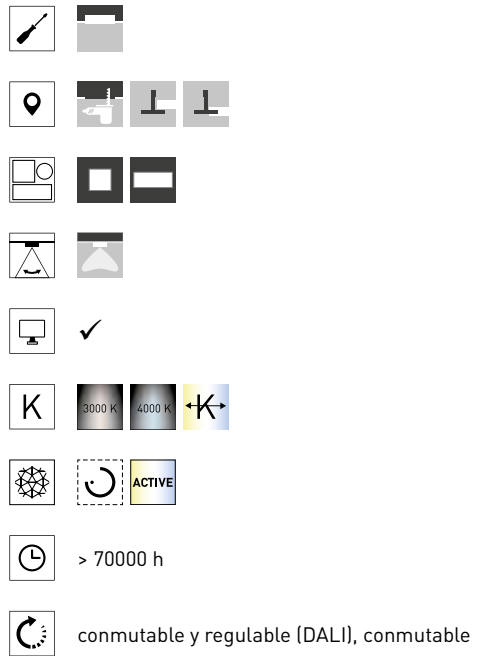 K 3000 K 4000 K K
ACTIVE
> 70000 h
conmutable y regulable (DALI), conmutable